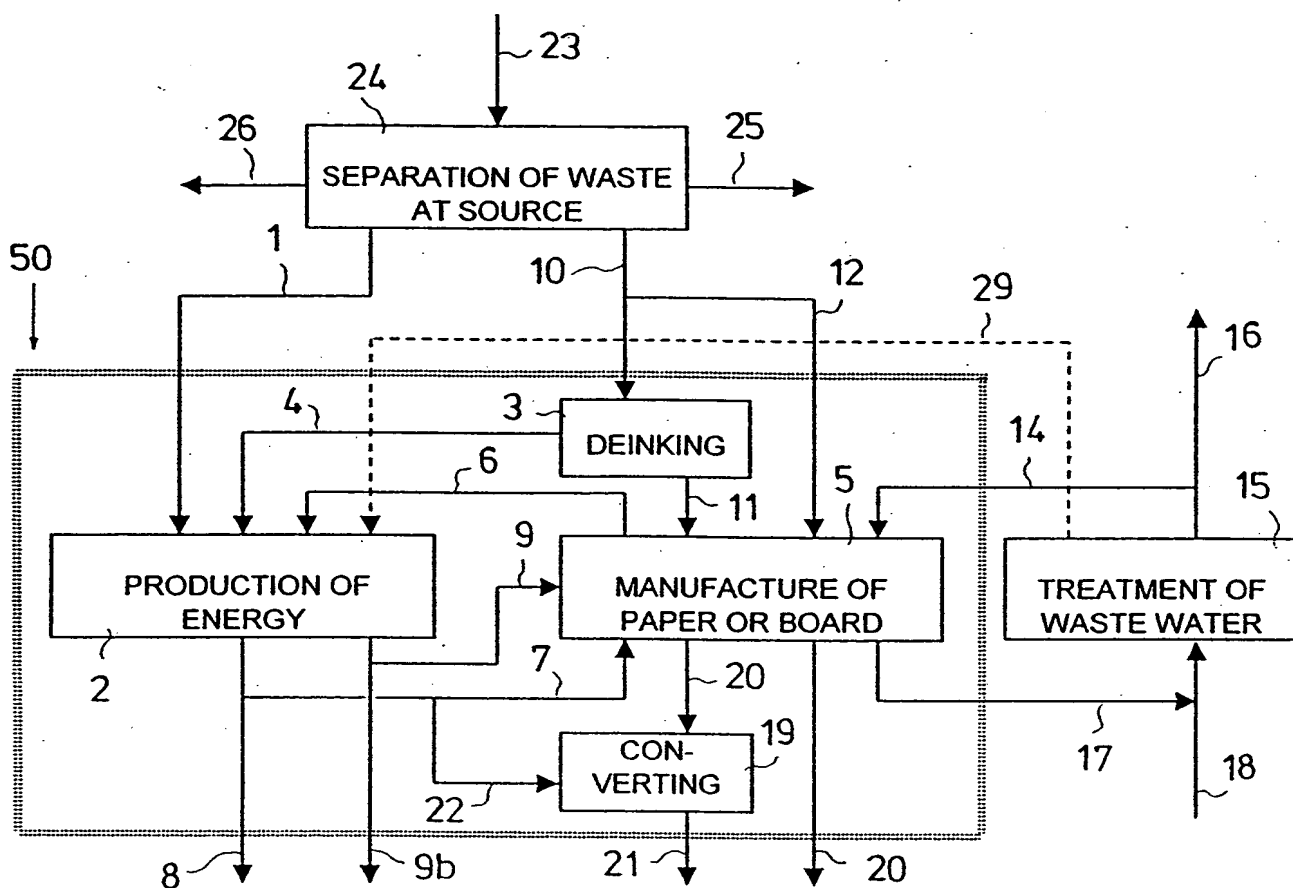 23
24
26
25
SEPARATION OF WASTE
AT SOURCE
1
10
50
12
29
16
4
3
DEINKING
14
6
11
5
15
9
PRODUCTION OF
ENERGY
MANUFACTURE OF
PAPER OR BOARD
TREATMENT OF
WASTE WATER
2
7
20
17
18
CON-
VERTING
19
22
8
9b
21
20